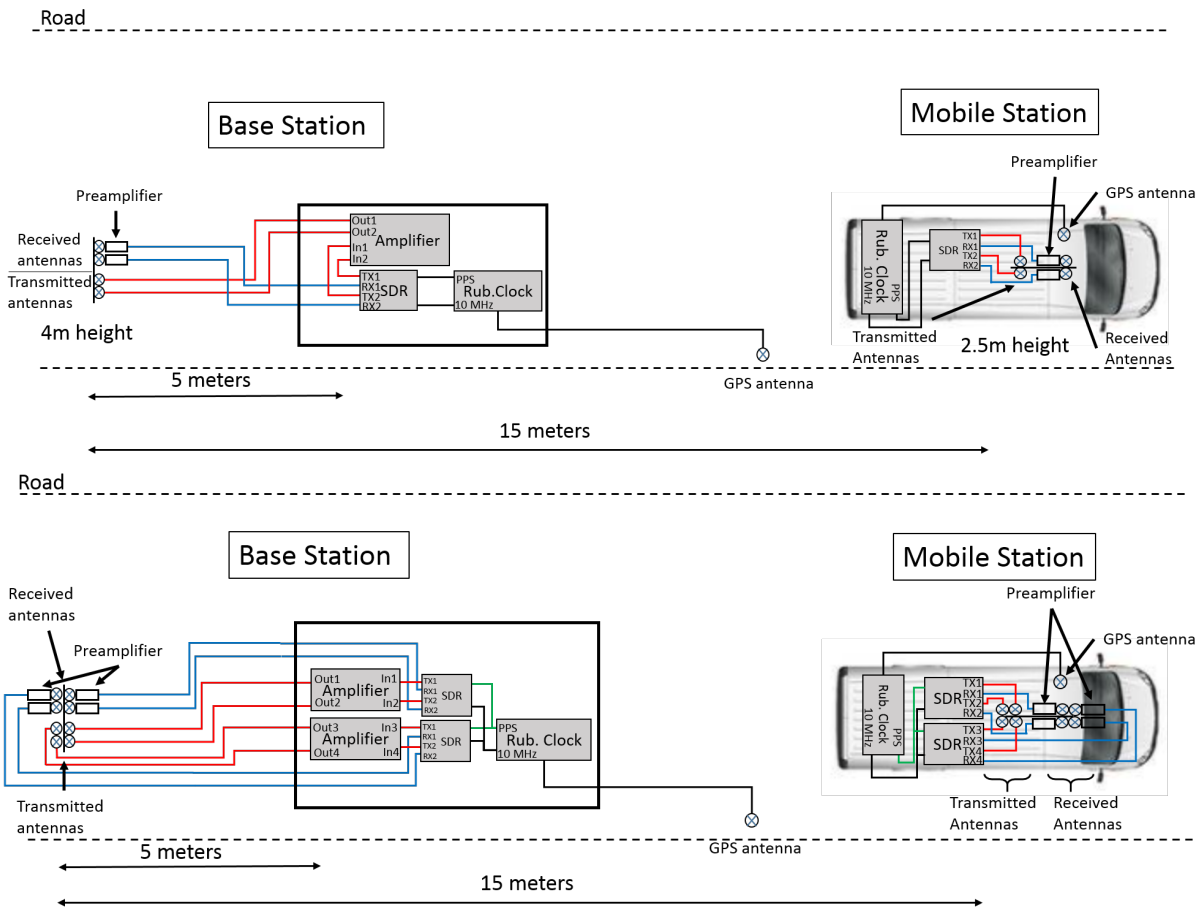 Road
Base Station
Mobile Station
Preamplifier
GPS antenna
Preamplifier
Received
antennas
Transmitted
antennas
4m height
Out1
Out2
In1
In2
Amplifier
TX1
RX1
TX2
RX2
SDR
PPS
Rub.Clock
10 MHz
GPS antenna
Rub. Clock
PPS
10 MHz
SDR
TX1
RX1
TX2
RX2
Transmitted
Antennas
2.5m height
Received
Antennas
5 meters
15 meters
Road
Base Station
Mobile Station
Received
antennas
Preamplifier
Preamplifier
GPS antenna
Out1
In1
Amplifier
Out2
In2
Out3
In3
Amplifier
Out4
In4
TX1
RX1
TX2
RX2
SDR
TX1
RX1
TX2
RX2
SDR
PPS
Rub. Clock
10 MHz
Transmitted
antennas
GPS antenna
Rub. Clock
PPS
10 MHz
SDR
TX1
RX1
TX2
RX2
SDR
TX3
RX3
TX4
RX4
Transmitted
Antennas
Received
Antennas
5 meters
15 meters